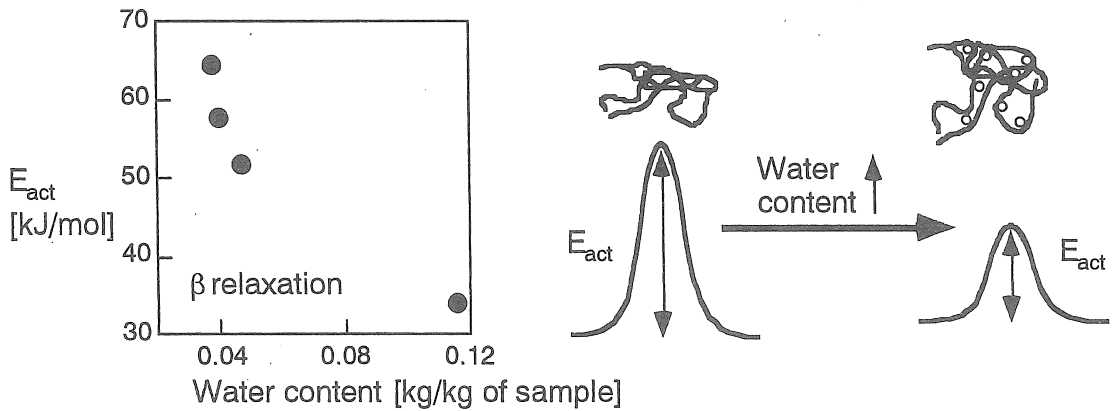 70
60
50
40
30
E_act
[kJ/mol]
β relaxation
0.04
0.08
0.12
Water content [kg/kg of sample]
E_act
Water
content
E_act